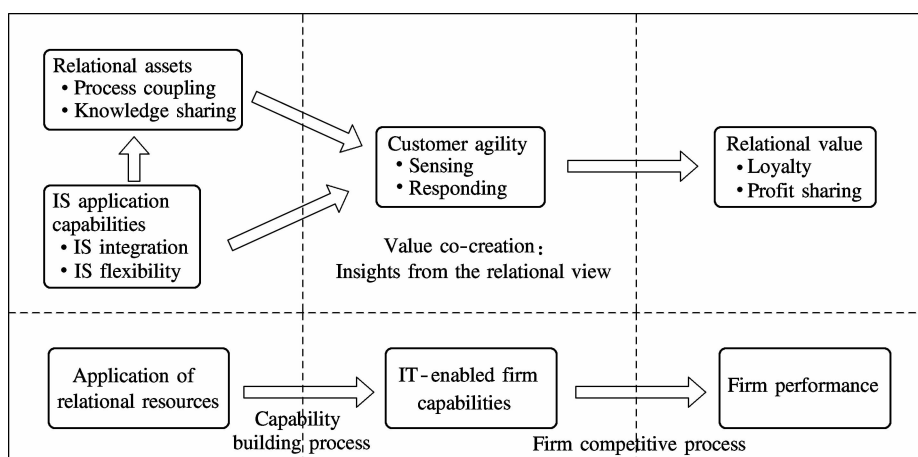 Relational assets
• Process coupling
• Knowledge sharing
IS application
capabilities
• IS integration
• IS flexibility
Customer agility
• Sensing
• Responding
Value co-creation:
Insights from the relational view
Relational value
• Loyalty
• Profit sharing
Application of
relational resources
Capability
building process
IT-enabled firm
capabilities
Firm competitive process
Firm performance